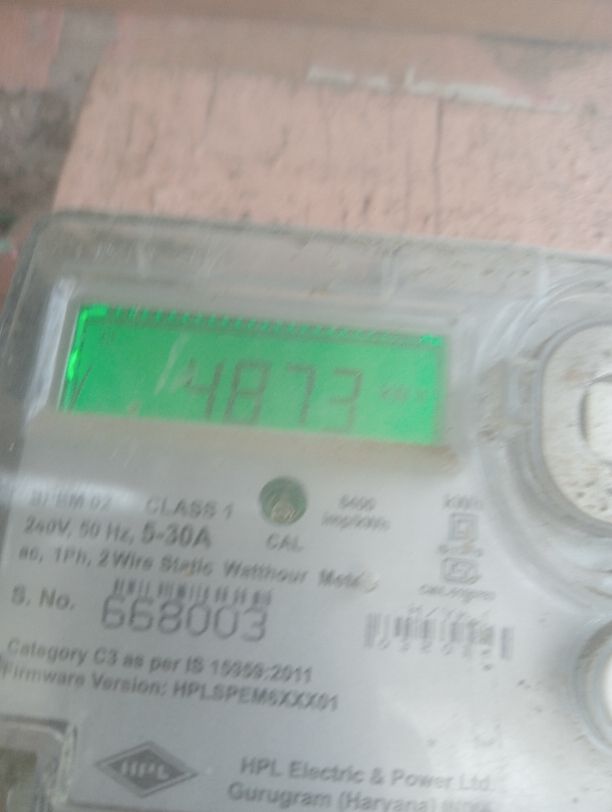 4873
CLASS 1
240V, 50 Hz, 5-30A
CAL
ac, 1Ph, 2 Wire Static Watthour Meter
S. No. 668003
Category C3 as per IS 15959:2011
Firmware Version: HPLSPEM6XXX01
HPL
HPL Electric & Power Ltd.
Gurugram (Haryana)